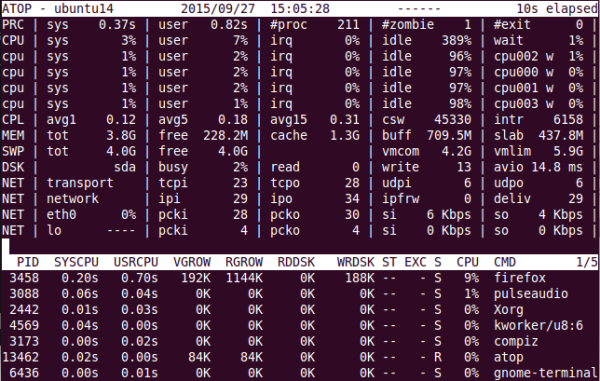 ATOP - ubuntu14 2015/09/27 15:05:28 ------ 10s elapsed
PRC | sys 0.37s | user 0.82s | #proc 211 | #zombie 1 | #exit 0 |
CPU | sys 3% | user 7% | irq 0% | idle 389% | wait 1% |
cpu | sys 1% | user 2% | irq 0% | idle 96% | cpu002 w 1% |
cpu | sys 1% | user 2% | irq 0% | idle 97% | cpu000 w 0% |
cpu | sys 1% | user 2% | irq 0% | idle 97% | cpu001 w 0% |
cpu | sys 1% | user 1% | irq 0% | idle 98% | cpu003 w 0% |
CPL | avg1 0.12 | avg5 0.18 | avg15 0.31 | csw 45330 | intr 6158 |
MEM | tot 3.8G | free 228.2M | cache 1.3G | buff 709.5M | slab 437.8M |
SWP | tot 4.0G | free 4.0G | | vmcom 4.2G | vmlim 5.9G |
DSK | sda | busy 2% | read 0 | write 13 | avio 14.8 ms |
NET | transport | tcpi 23 | tcpo 28 | udpi 6 | udpo 6 |
NET | network | ipi 29 | ipo 34 | ipfrw 0 | deliv 29 |
NET | eth0 0% | pcki 28 | pcko 30 | si 6 Kbps | so 4 Kbps |
NET | lo ---- | pcki 4 | pcko 4 | si 0 Kbps | so 0 Kbps |
PID SYSCPU USRCPU VGROW RGROW RDDSK WRDSK ST EXC S CPU CMD 1/5
3458 0.20s 0.70s 192K 1144K 0K 188K -- - S 9% firefox
3088 0.06s 0.04s 0K 0K 0K 0K -- - S 1% pulseaudio
2442 0.01s 0.03s 0K 0K 0K 0K -- - S 0% Xorg
4569 0.04s 0.00s 0K 0K 0K 0K -- - S 0% kworker/u8:6
3173 0.00s 0.02s 0K 0K 0K 0K -- - S 0% compiz
13462 0.02s 0.00s 84K 84K 0K 0K -- - R 0% atop
6436 0.00s 0.01s 0K 0K 0K 0K -- - S 0% gnome-terminal